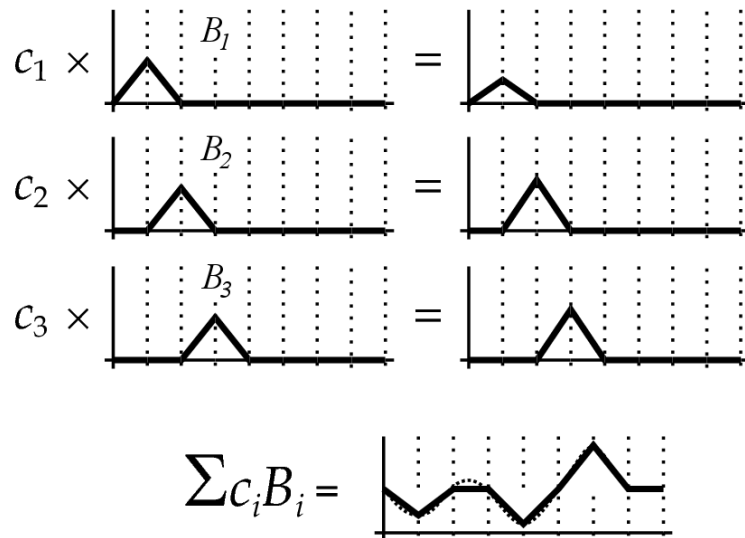 c₁ × B₁ =
c₂ × B₂ =
c₃ × B₃ =
∑cᵢBᵢ =